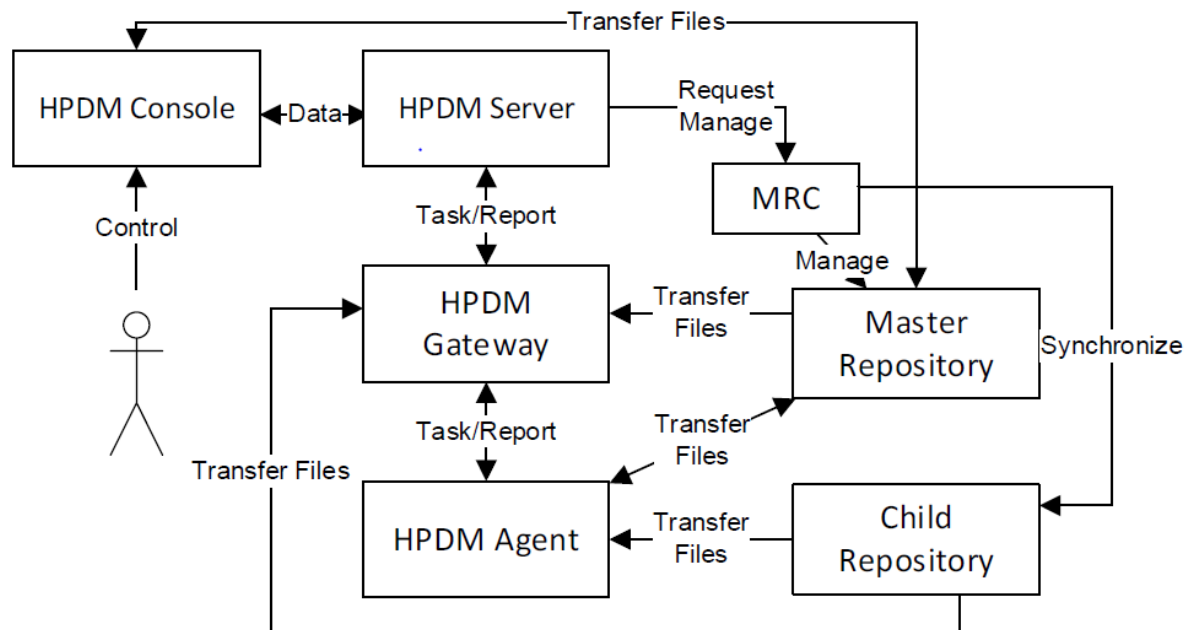 Transfer Files
HPDM Console
Data
HPDM Server
Request
Manage
MRC
Control
Task/Report
Manage
HPDM
Gateway
Transfer
Files
Master
Repository
Synchronize
Task/Report
Transfer
Files
Transfer Files
HPDM Agent
Transfer
Files
Child
Repository